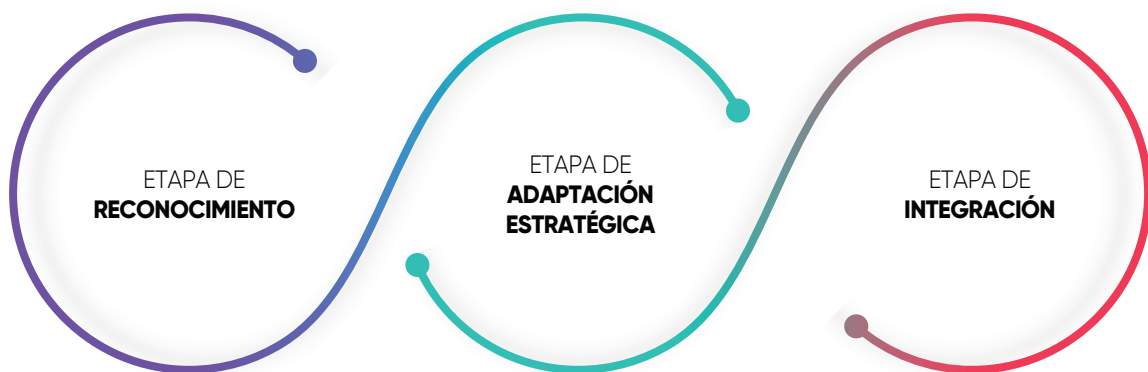 ETAPA DE
RECONOCIMIENTO
ETAPA DE
ADAPTACIÓN
ESTRATÉGICA
ETAPA DE
INTEGRACIÓN